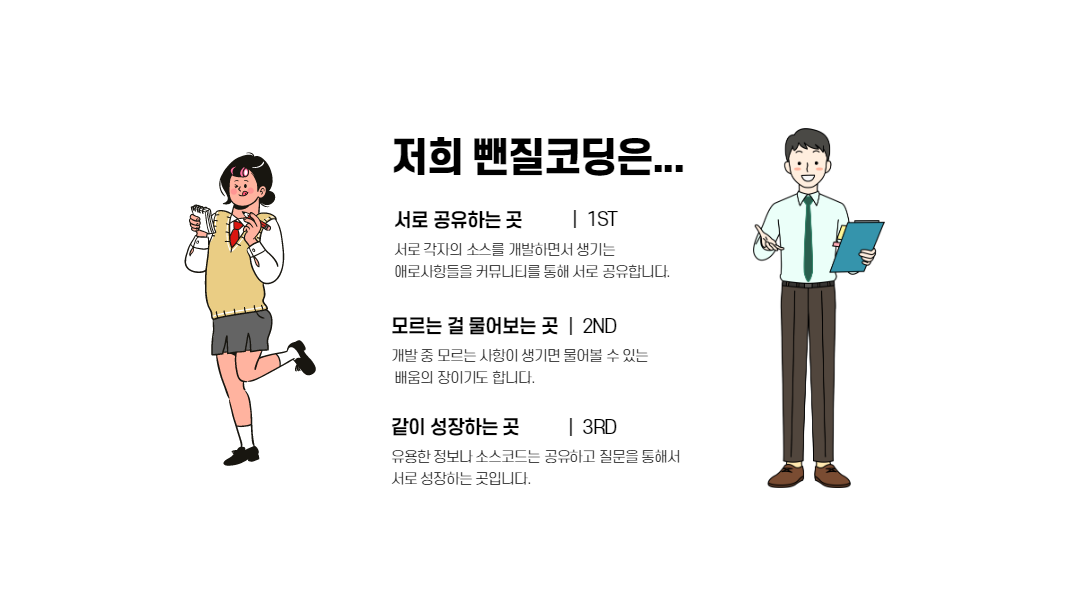 저희 뺀질코딩은...
서로 공유하는 곳 | 1ST
서로 각자의 소스를 개발하면서 생기는
애로사항들을 커뮤니티를 통해 서로 공유합니다.
모르는 걸 물어보는 곳 | 2ND
개발 중 모르는 사항이 생기면 물어볼 수 있는
배움의 장이기도 합니다.
같이 성장하는 곳 | 3RD
유용한 정보나 소스코드는 공유하고 질문을 통해서
서로 성장하는 곳입니다.